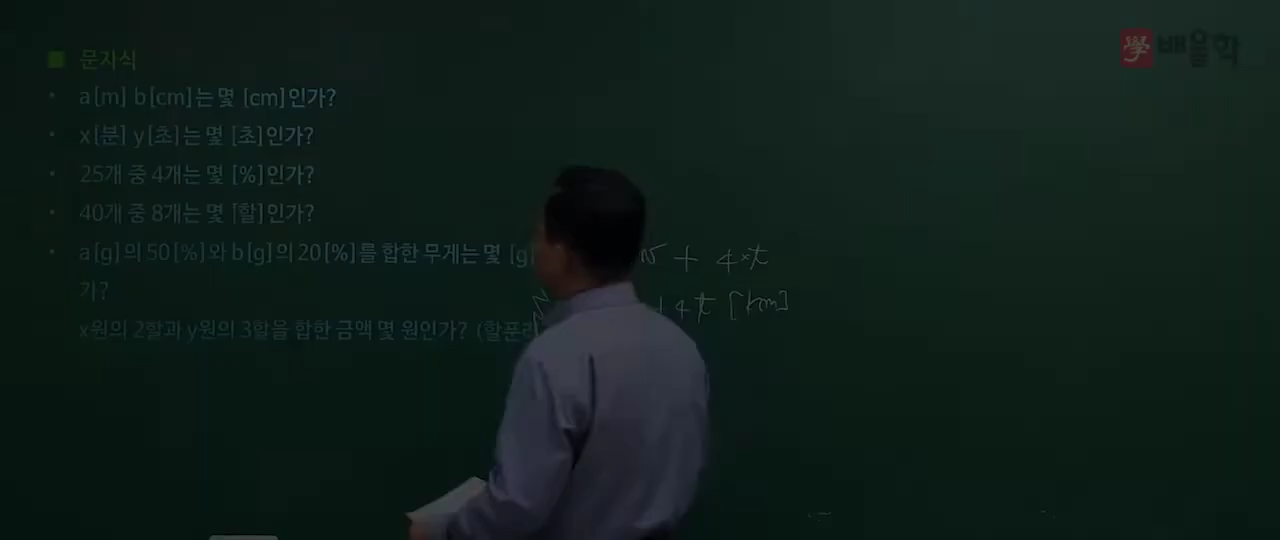 學 배울학
■ 문자식
• a[m] b[cm]는 몇 [cm]인가?
• x[분] y[초]는 몇 [초]인가?
• 25개 중 4개는 몇 [%]인가?
• 40개 중 8개는 몇 [할]인가?
• a[g]의 50[%]와 b[g]의 20[%]를 합한 무게는 몇 [g]
가?
x원의 2할과 y원의 3할을 합한 금액 몇 원인가? (할푼리
+ 4×t
+4t [km]